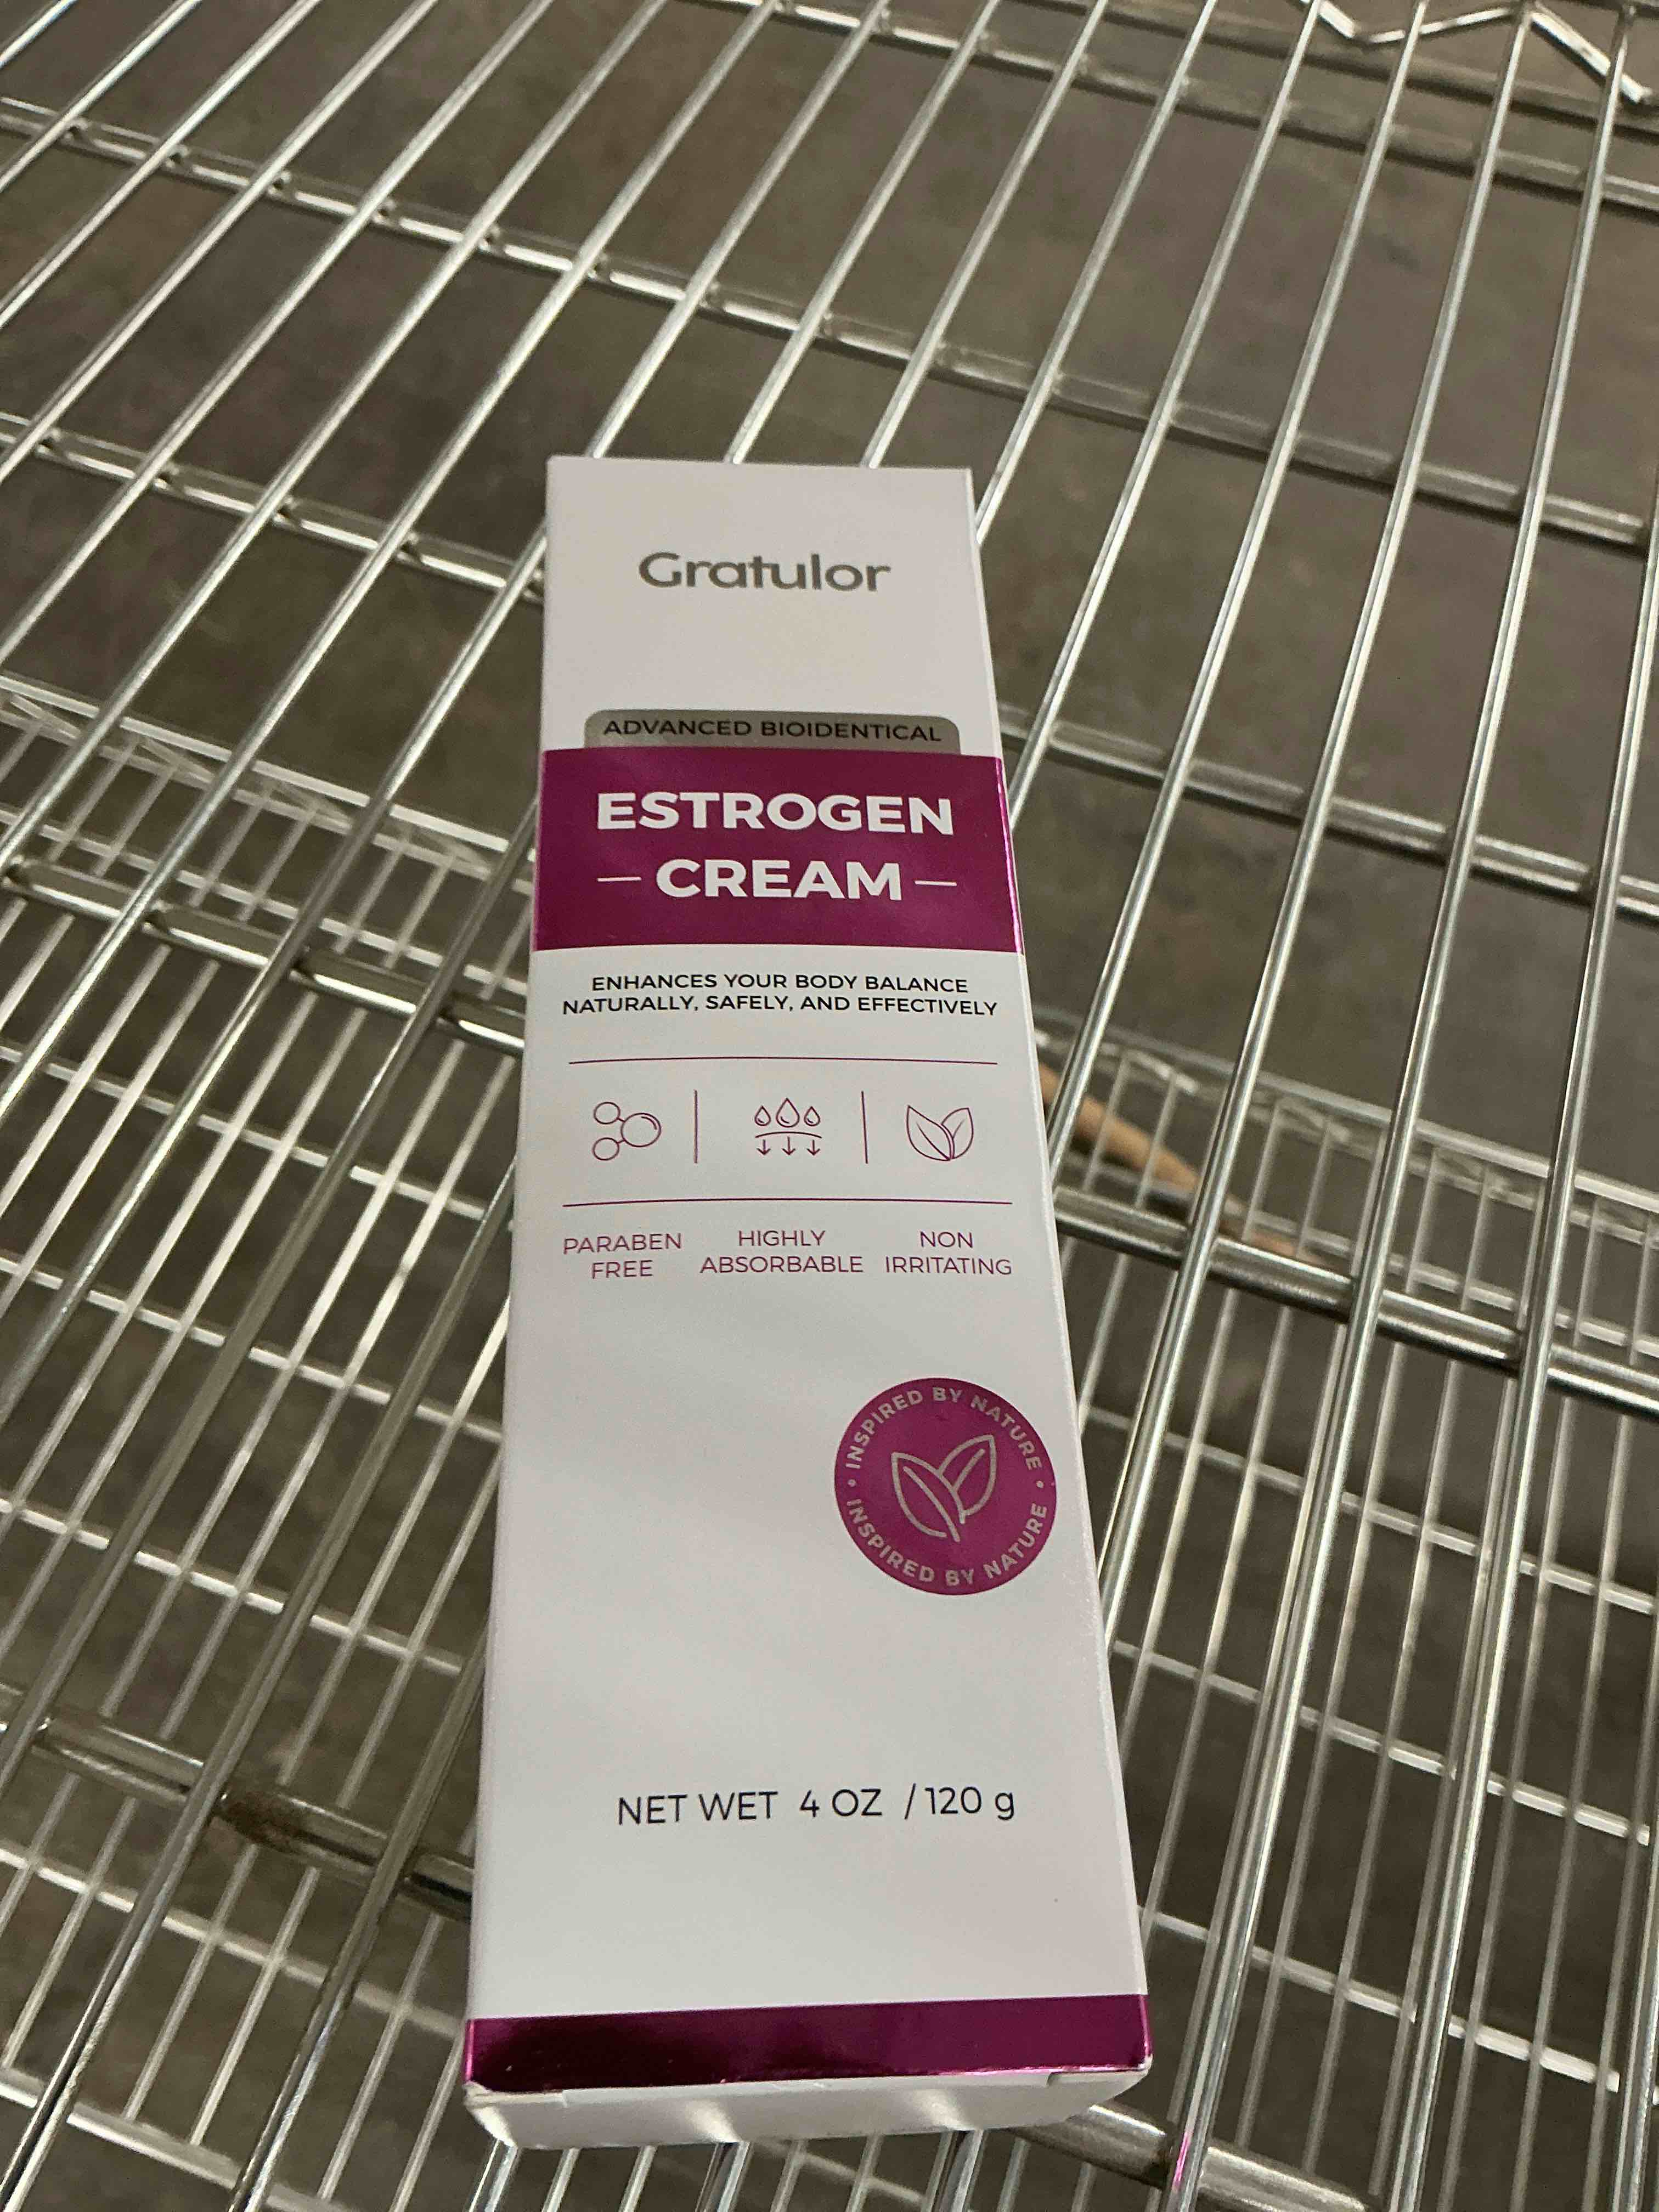 Gratulor
ADVANCED BIOIDENTICAL
ESTROGEN
CREAM
ENHANCES YOUR BODY BALANCE
NATURALLY, SAFELY, AND EFFECTIVELY
PARABEN FREE
HIGHLY ABSORBABLE
NON IRRITATING
INSPIRED BY NATURE • INSPIRED BY NATURE •
NET WET 4 OZ / 120 g